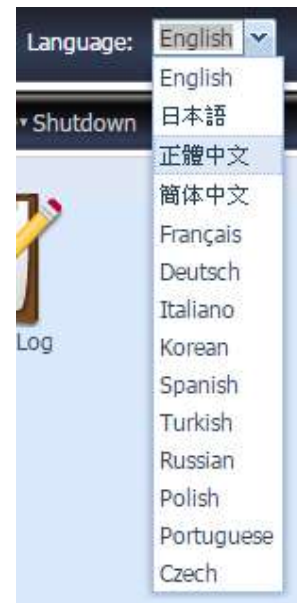 Language: English
English
▾ Shutdown
日本語
正體中文
簡体中文
Français
Deutsch
Italiano
Log
Korean
Spanish
Turkish
Russian
Polish
Portuguese
Czech